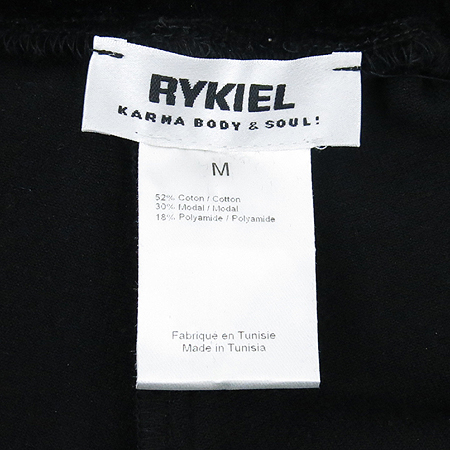 RYKIEL
KARMA BODY & SOUL!
M
52% Coton / Cotton
30% Modal / Modal
18% Polyamide / Polyamide
Fabrique en Tunisie
Made in Tunisia